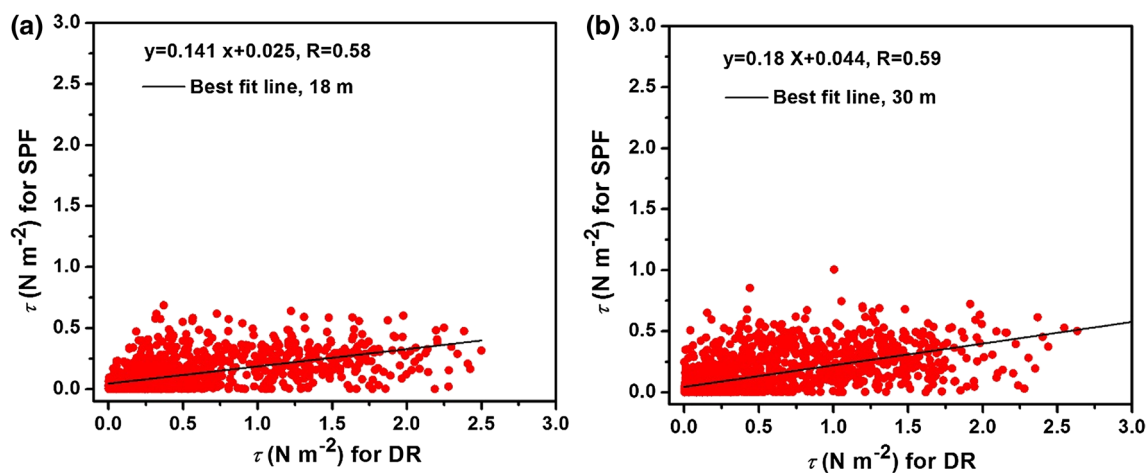 (a)
y=0.141 x+0.025, R=0.58
Best fit line, 18 m
3.0
2.5
2.0
1.5
1.0
0.5
0.0
τ (N m⁻²) for SPF
0.0 0.5 1.0 1.5 2.0 2.5 3.0
τ (N m⁻²) for DR
(b)
y=0.18 X+0.044, R=0.59
Best fit line, 30 m
3.0
2.5
2.0
1.5
1.0
0.5
0.0
τ (N m⁻²) for SPF
0.0 0.5 1.0 1.5 2.0 2.5 3.0
τ (N m⁻²) for DR